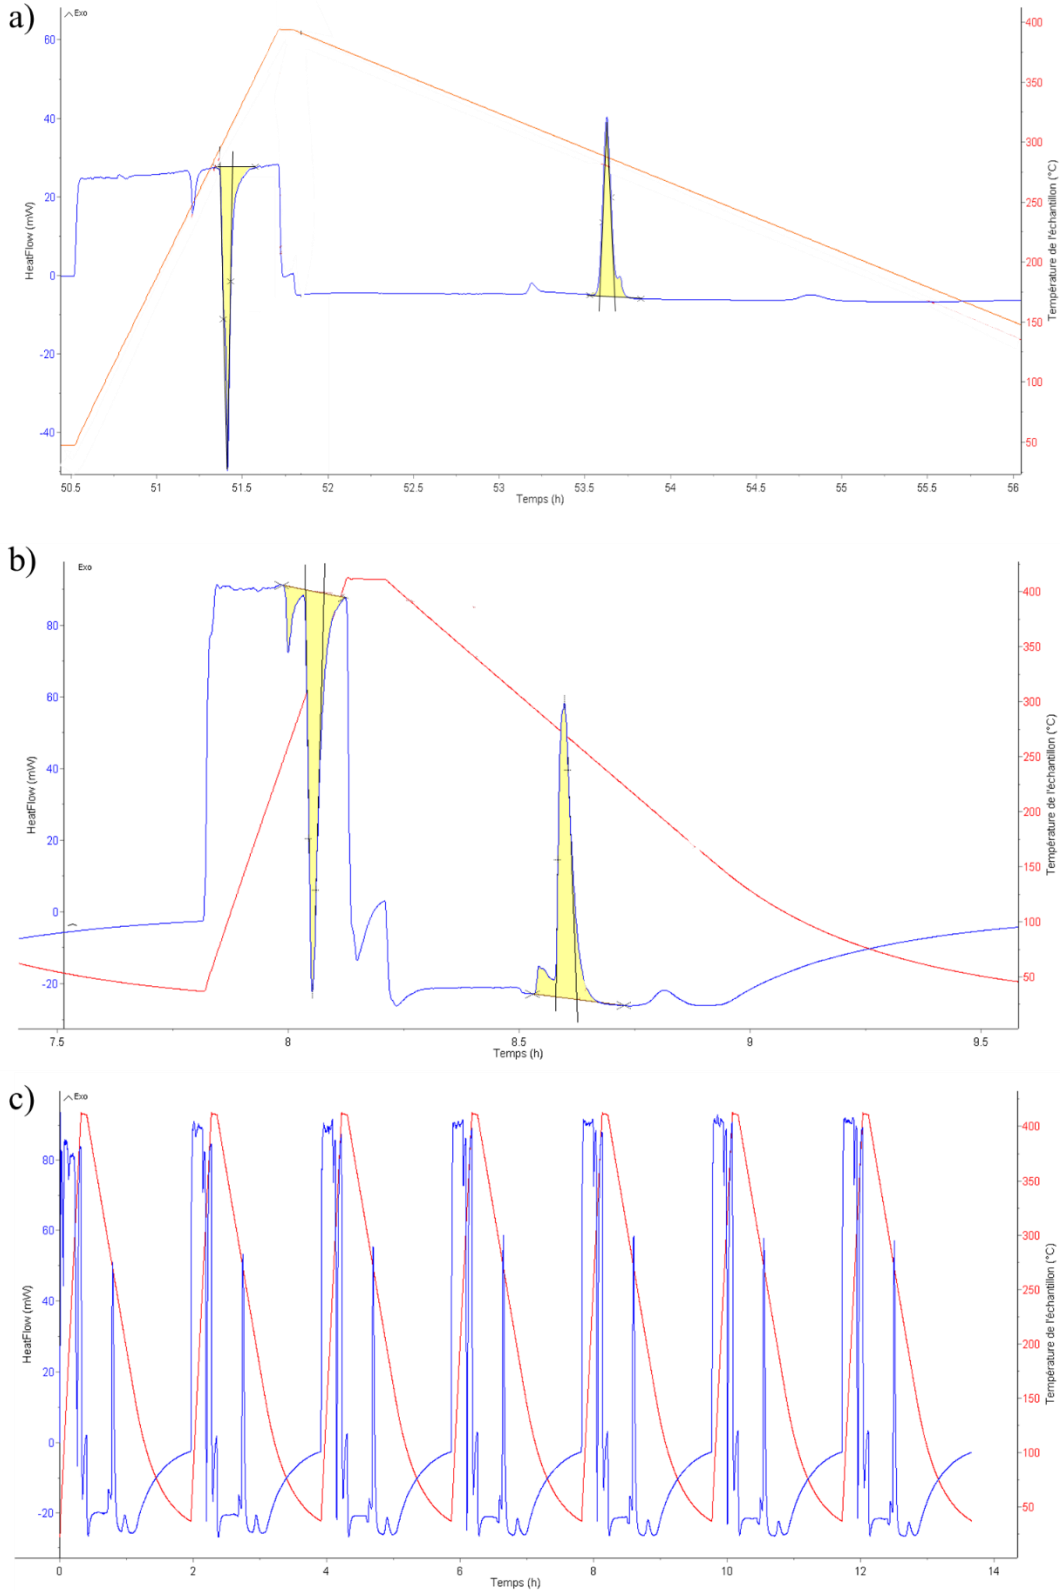 a)
Exo
60
40
20
0
-20
-40
HeatFlow (mW)
400
350
300
250
200
150
100
50
Température de l'échantillon (°C)
50.5 51 51.5 52 52.5 53 53.5 54 54.5 55 55.5 56
Temps (h)
b)
Exo
80
60
40
20
0
-20
HeatFlow (mW)
400
350
300
250
200
150
100
50
Température de l'échantillon (°C)
7.5 8 8.5 9 9.5
Temps (h)
c)
Exo
80
60
40
20
0
-20
HeatFlow (mW)
400
350
300
250
200
150
100
50
Température de l'échantillon (°C)
0 2 4 6 8 10 12 14
Temps (h)